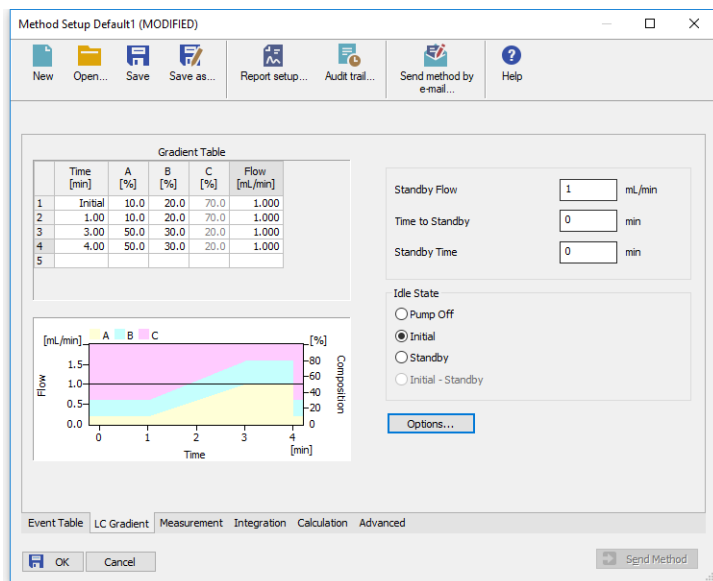 Method Setup Default1 (MODIFIED)
New Open... Save Save as... Report setup... Audit trail... Send method by e-mail... Help
Gradient Table
Time [min] A [%] B [%] C [%] Flow [mL/min]
1 Initial 10.0 20.0 70.0 1.000
2 1.00 10.0 20.0 70.0 1.000
3 3.00 50.0 30.0 20.0 1.000
4 4.00 50.0 30.0 20.0 1.000
5
Standby Flow 1 mL/min
Time to Standby 0 min
Standby Time 0 min
Idle State
Pump Off
Initial
Standby
Initial - Standby
Options...
[mL/min] A B C [%]
1.5
1.0
0.5
0.0
Flow
80
60
40
20
0
Composition
0 1 2 3 4
[min]
Time
Event Table LC Gradient Measurement Integration Calculation Advanced
OK Cancel Send Method